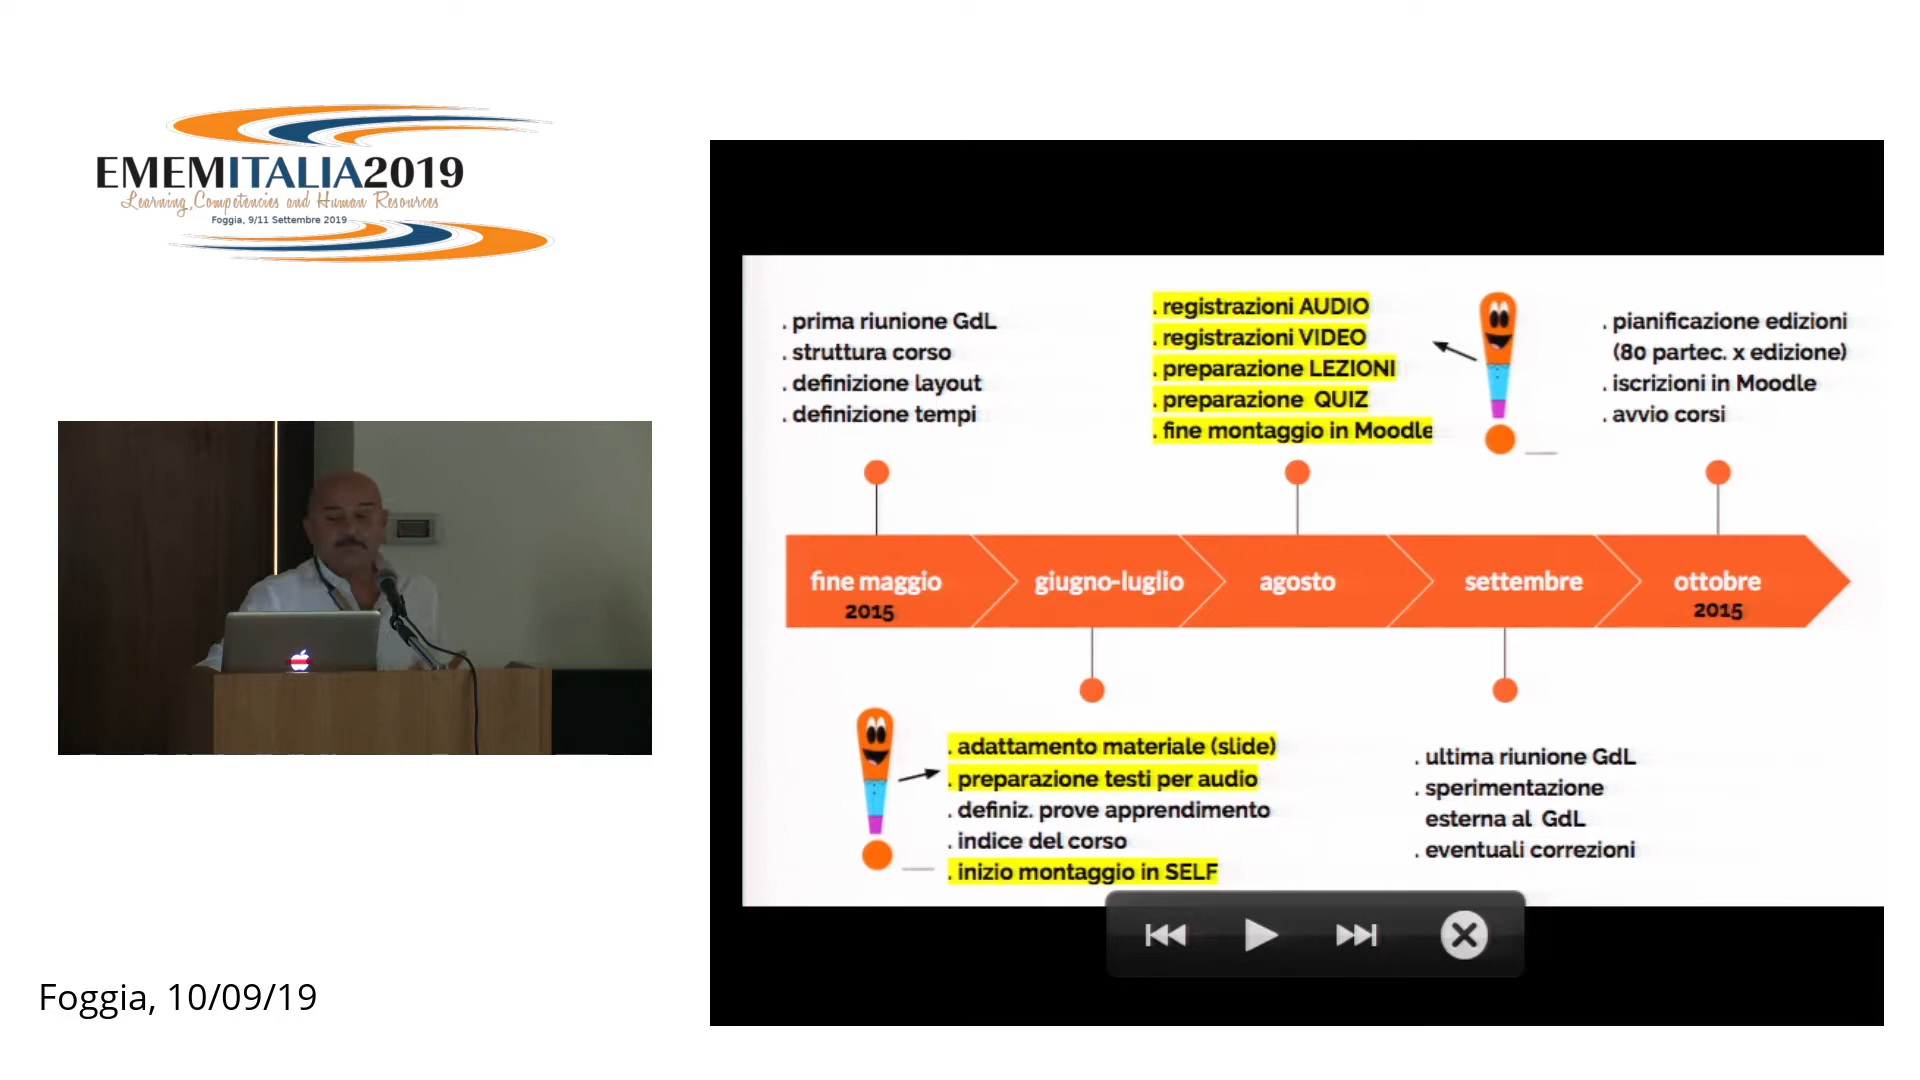 EMEMITALIA2019
Learning, Competencies and Human Resources
Foggia, 9/11 Settembre 2019
. prima riunione GdL
. struttura corso
. definizione layout
. definizione tempi
. registrazioni AUDIO
. registrazioni VIDEO
. preparazione LEZIONI
. preparazione QUIZ
. fine montaggio in Moodle
. pianificazione edizioni
(80 partec. x edizione)
. iscrizioni in Moodle
. avvio corsi
fine maggio
2015
giugno-luglio
agosto
settembre
ottobre
2015
. adattamento materiale (slide)
. preparazione testi per audio
. definiz. prove apprendimento
. indice del corso
. inizio montaggio in SELF
. ultima riunione GdL
. sperimentazione
esterna al GdL
. eventuali correzioni
Foggia, 10/09/19